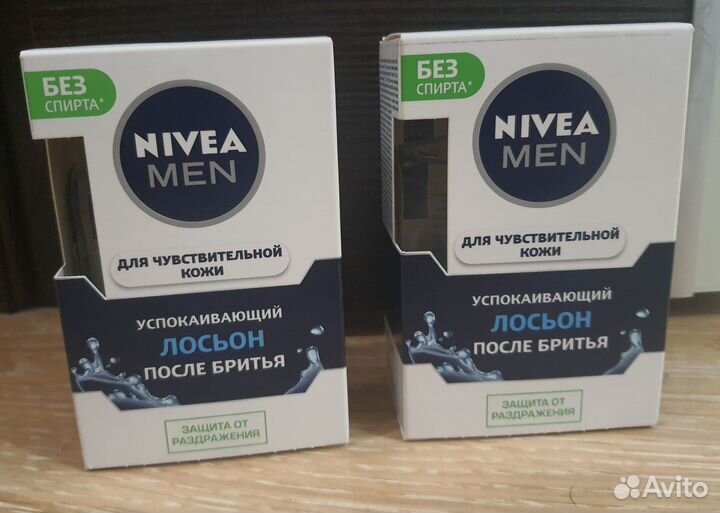 БЕЗ
СПИРТА*
NIVEA
MEN
ДЛЯ ЧУВСТВИТЕЛЬНОЙ
КОЖИ
УСПОКАИВАЮЩИЙ
ЛОСЬОН
ПОСЛЕ БРИТЬЯ
ЗАЩИТА ОТ
РАЗДРАЖЕНИЯ
БЕЗ
СПИРТА*
NIVEA
MEN
ДЛЯ ЧУВСТВИТЕЛЬНОЙ
КОЖИ
УСПОКАИВАЮЩИЙ
ЛОСЬОН
ПОСЛЕ БРИТЬЯ
ЗАЩИТА ОТ
РАЗДРАЖЕНИЯ
Avito